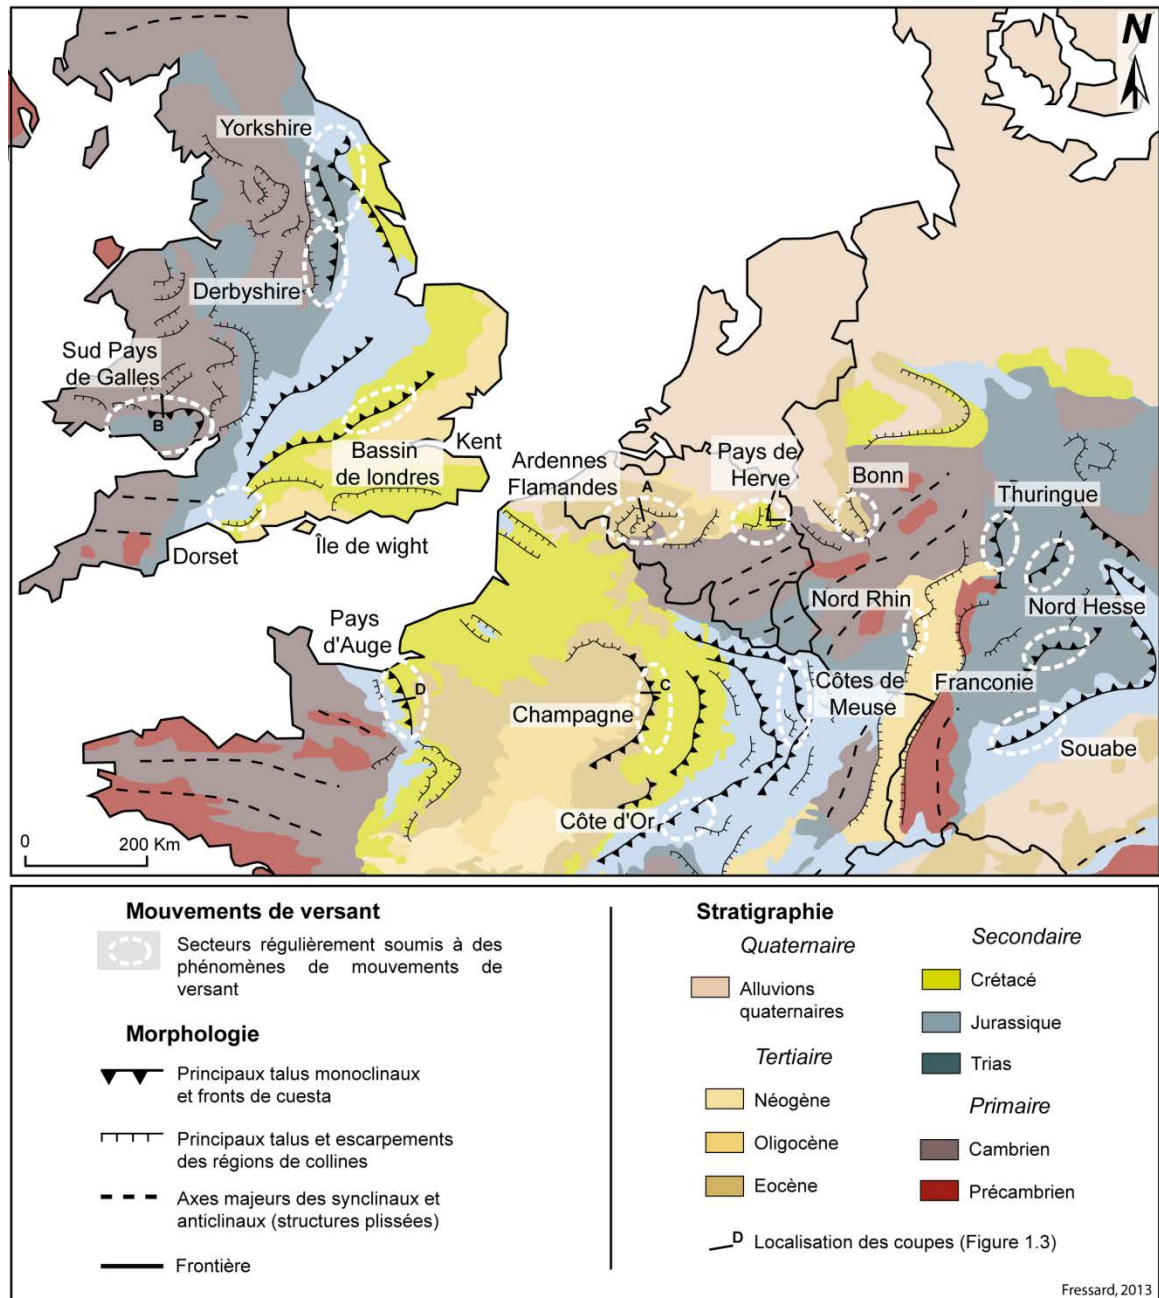 N
Yorkshire
Derbyshire
Sud Pays
de Galles
B
Bassin
de londres
Kent
Dorset
Île de wight
Ardennes
Flamandes
A
Pays de
Herve
Bonn
Thuringue
Nord Rhin
Nord Hesse
Pays
d'Auge
D
Champagne
C
Côtes de
Meuse
Franconie
Souabe
Côte d'Or
0
200 Km
Mouvements de versant
Secteurs régulièrement soumis à des
phénomènes de mouvements de
versant
Morphologie
Principaux talus monoclinaux
et fronts de cuesta
Principaux talus et escarpements
des régions de collines
Axes majeurs des synclinaux et
anticlinaux (structures plissées)
Frontière
Stratigraphie
Quaternaire
Alluvions
quaternaires
Tertiaire
Néogène
Oligocène
Eocène
Secondaire
Crétacé
Jurassique
Trias
Primaire
Cambrien
Précambrien
D Localisation des coupes (Figure 1.3)
Fressard, 2013